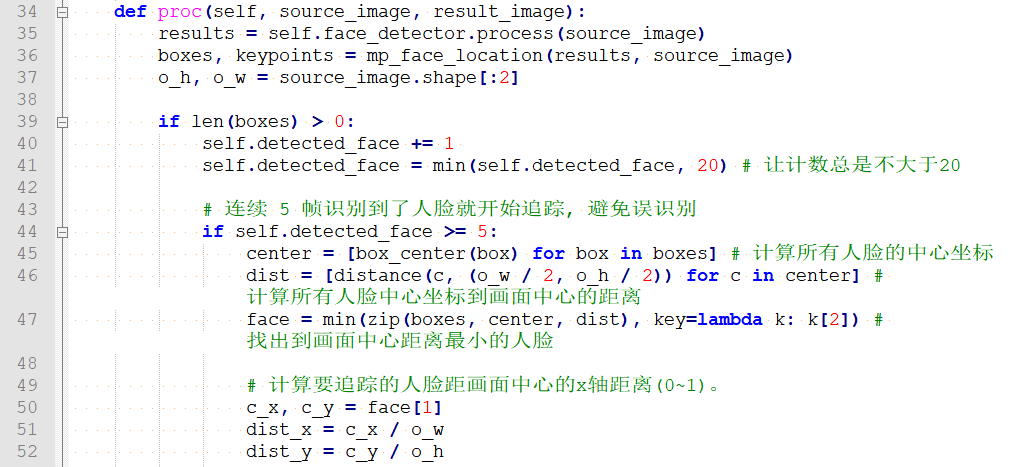 34 def proc(self, source_image, result_image):
35 results = self.face_detector.process(source_image)
36 boxes, keypoints = mp_face_location(results, source_image)
37 o_h, o_w = source_image.shape[:2]
38
39 if len(boxes) > 0:
40 self.detected_face += 1
41 self.detected_face = min(self.detected_face, 20) # 让计数总是不大于20
42
43 # 连续 5 帧识别到了人脸就开始追踪, 避免误识别
44 if self.detected_face >= 5:
45 center = [box_center(box) for box in boxes] # 计算所有人脸的中心坐标
46 dist = [distance(c, (o_w / 2, o_h / 2)) for c in center] #
计算所有人脸中心坐标到画面中心的距离
47 face = min(zip(boxes, center, dist), key=lambda k: k[2]) #
找出到画面中心距离最小的人脸
48
49 # 计算要追踪的人脸距画面中心的x轴距离(0~1)。
50 c_x, c_y = face[1]
51 dist_x = c_x / o_w
52 dist_y = c_y / o_h